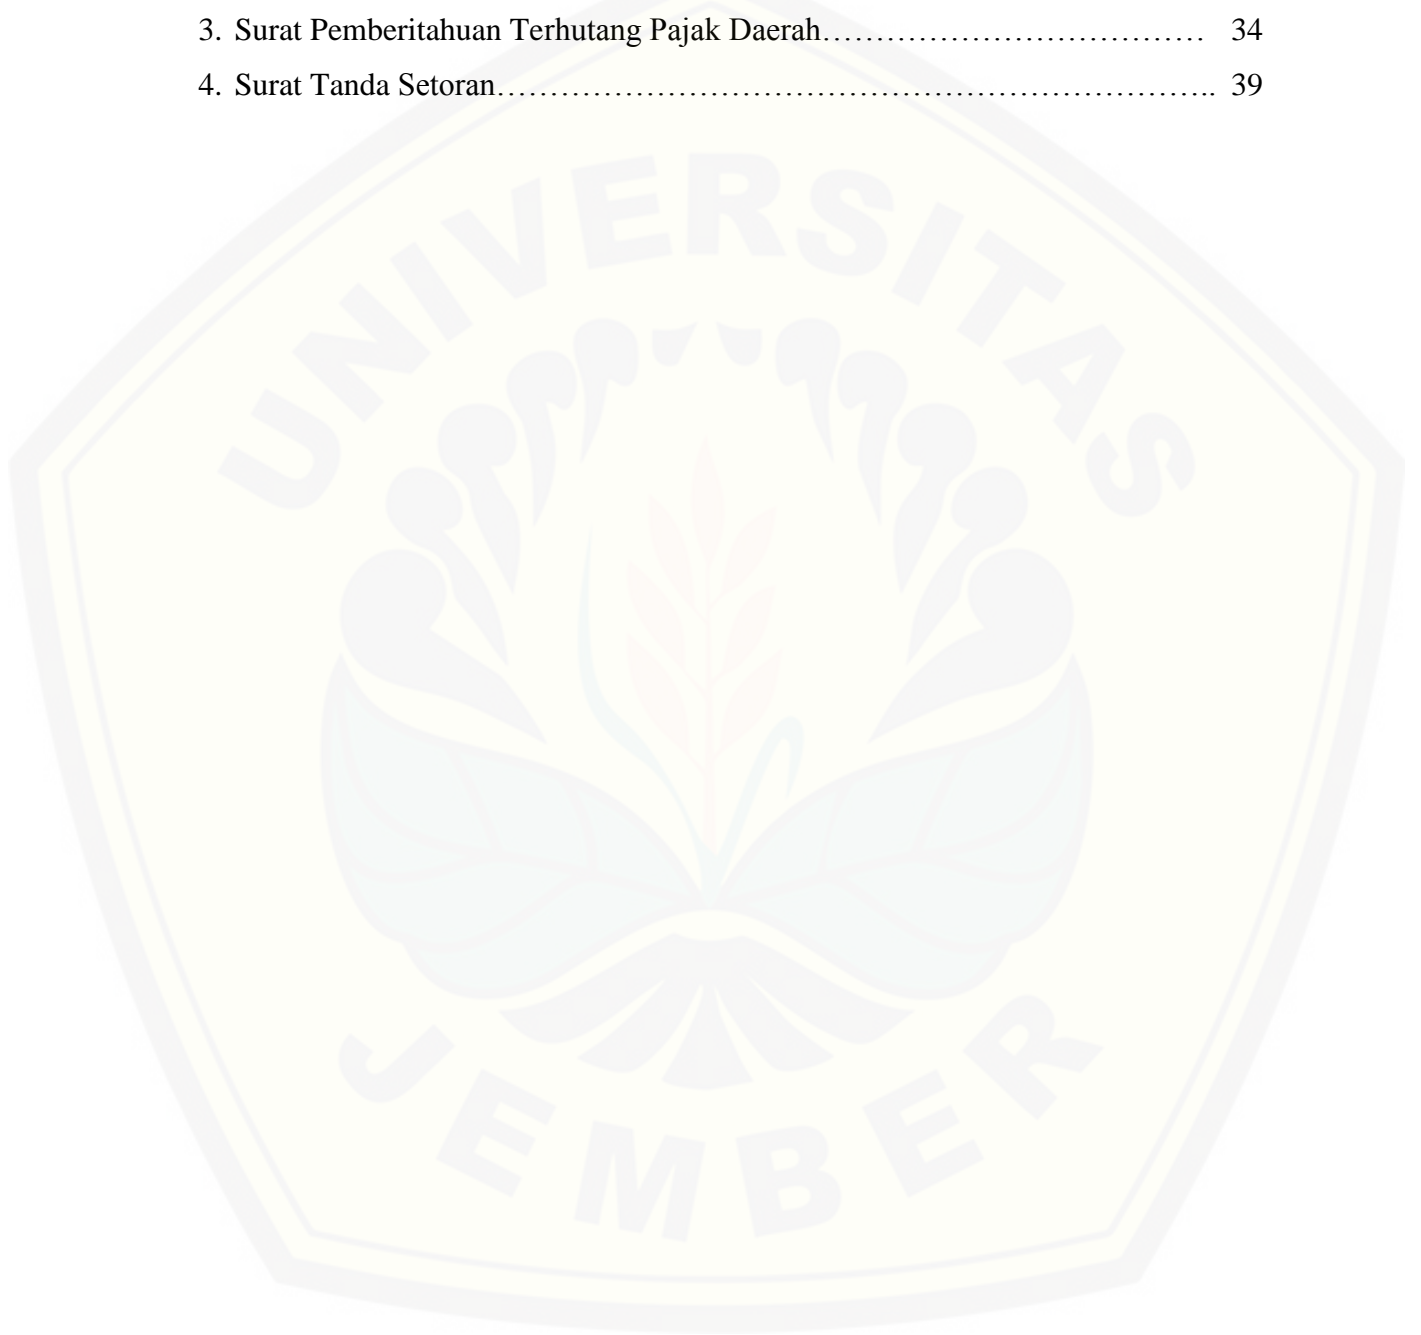 3. Surat Pemberitahuan Terhutang Pajak Daerah……………………………… 34
4. Surat Tanda Setoran………………………………………………………….. 39
UNIVERSITAS
JEMBER